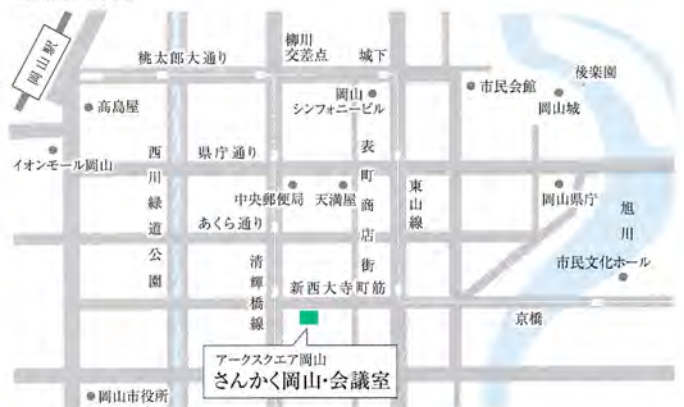 岡山駅
桃太郎大通り
柳川
交差点
城下
髙島屋
岡山
シンフォニービル
市民会館
後楽園
岡山城
イオンモール岡山
西川緑道公園
県庁通り
表町商店街
東山線
中央郵便局
天満屋
岡山県庁
旭川
あくら通り
市民文化ホール
清輝橋線
新西大寺町筋
京橋
アークスクエア岡山
さんかく岡山・会議室
岡山市役所